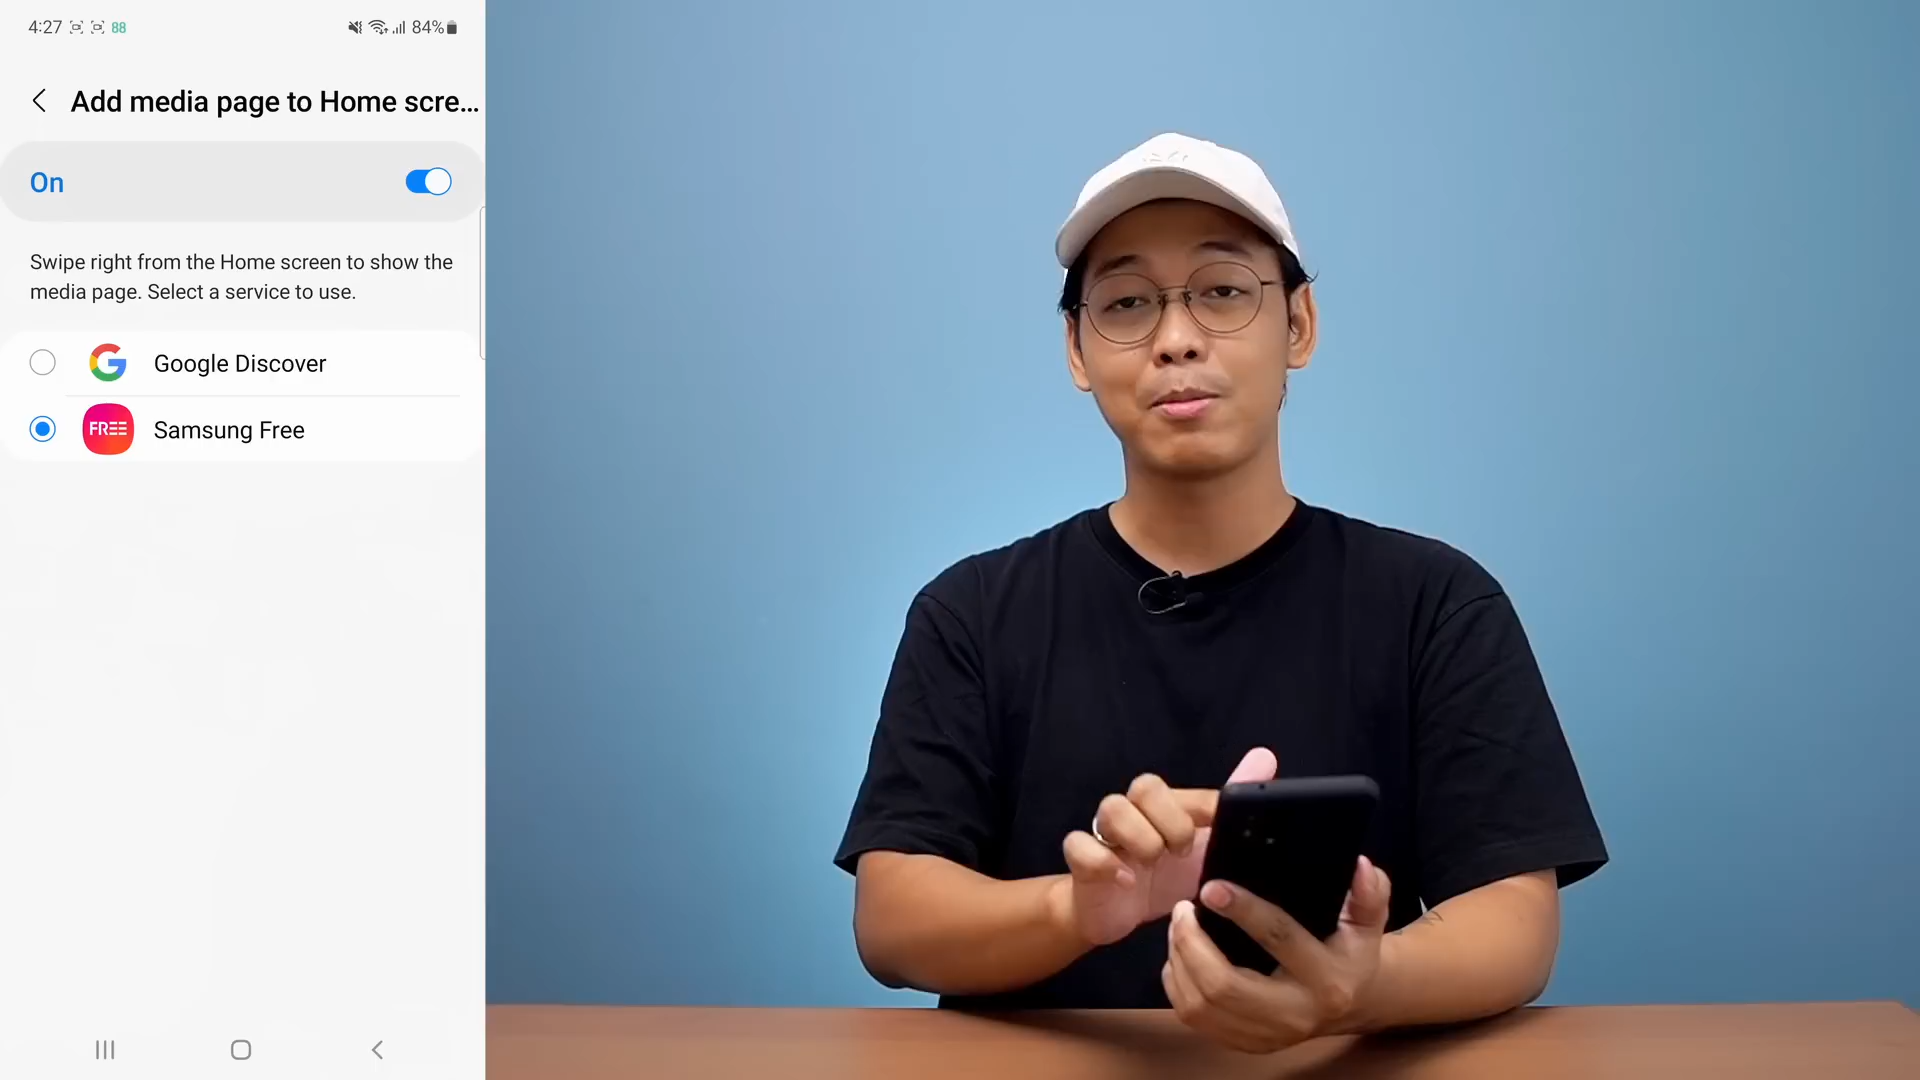 4:27 88 84%
Add media page to Home scre...
On
Swipe right from the Home screen to show the
media page. Select a service to use.
Google Discover
FREE Samsung Free